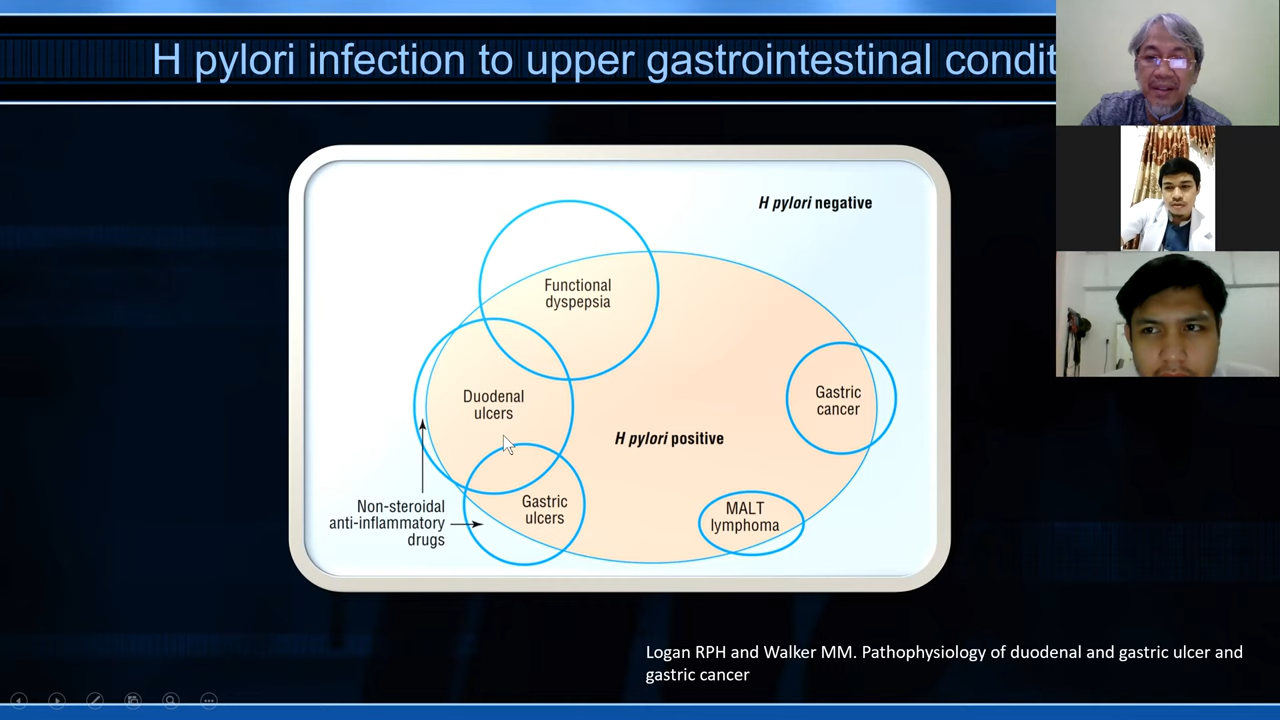 H pylori infection to upper gastrointestinal condit
H pylori negative
Functional
dyspepsia
Duodenal
ulcers
Gastric
cancer
H pylori positive
Non-steroidal
anti-inflammatory
drugs
Gastric
ulcers
MALT
lymphoma
Logan RPH and Walker MM. Pathophysiology of duodenal and gastric ulcer and
gastric cancer